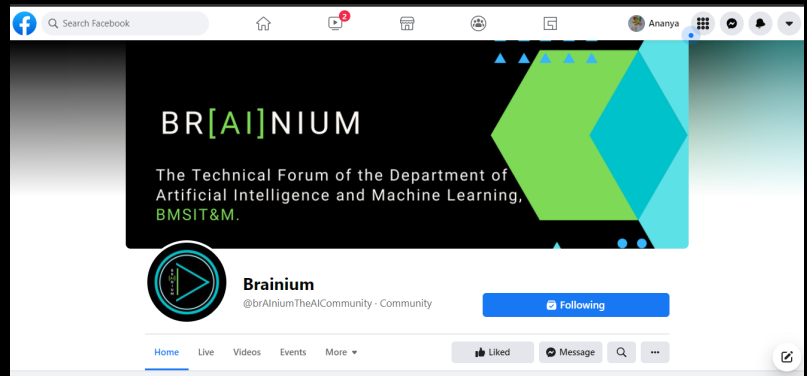 Search Facebook
2
Ananya
BR[AI]NIUM
The Technical Forum of the Department of
Artificial Intelligence and Machine Learning,
BMSIT&M.
Brainium
@brAIniumTheAICommunity · Community
Following
Home Live Videos Events More
Liked Message